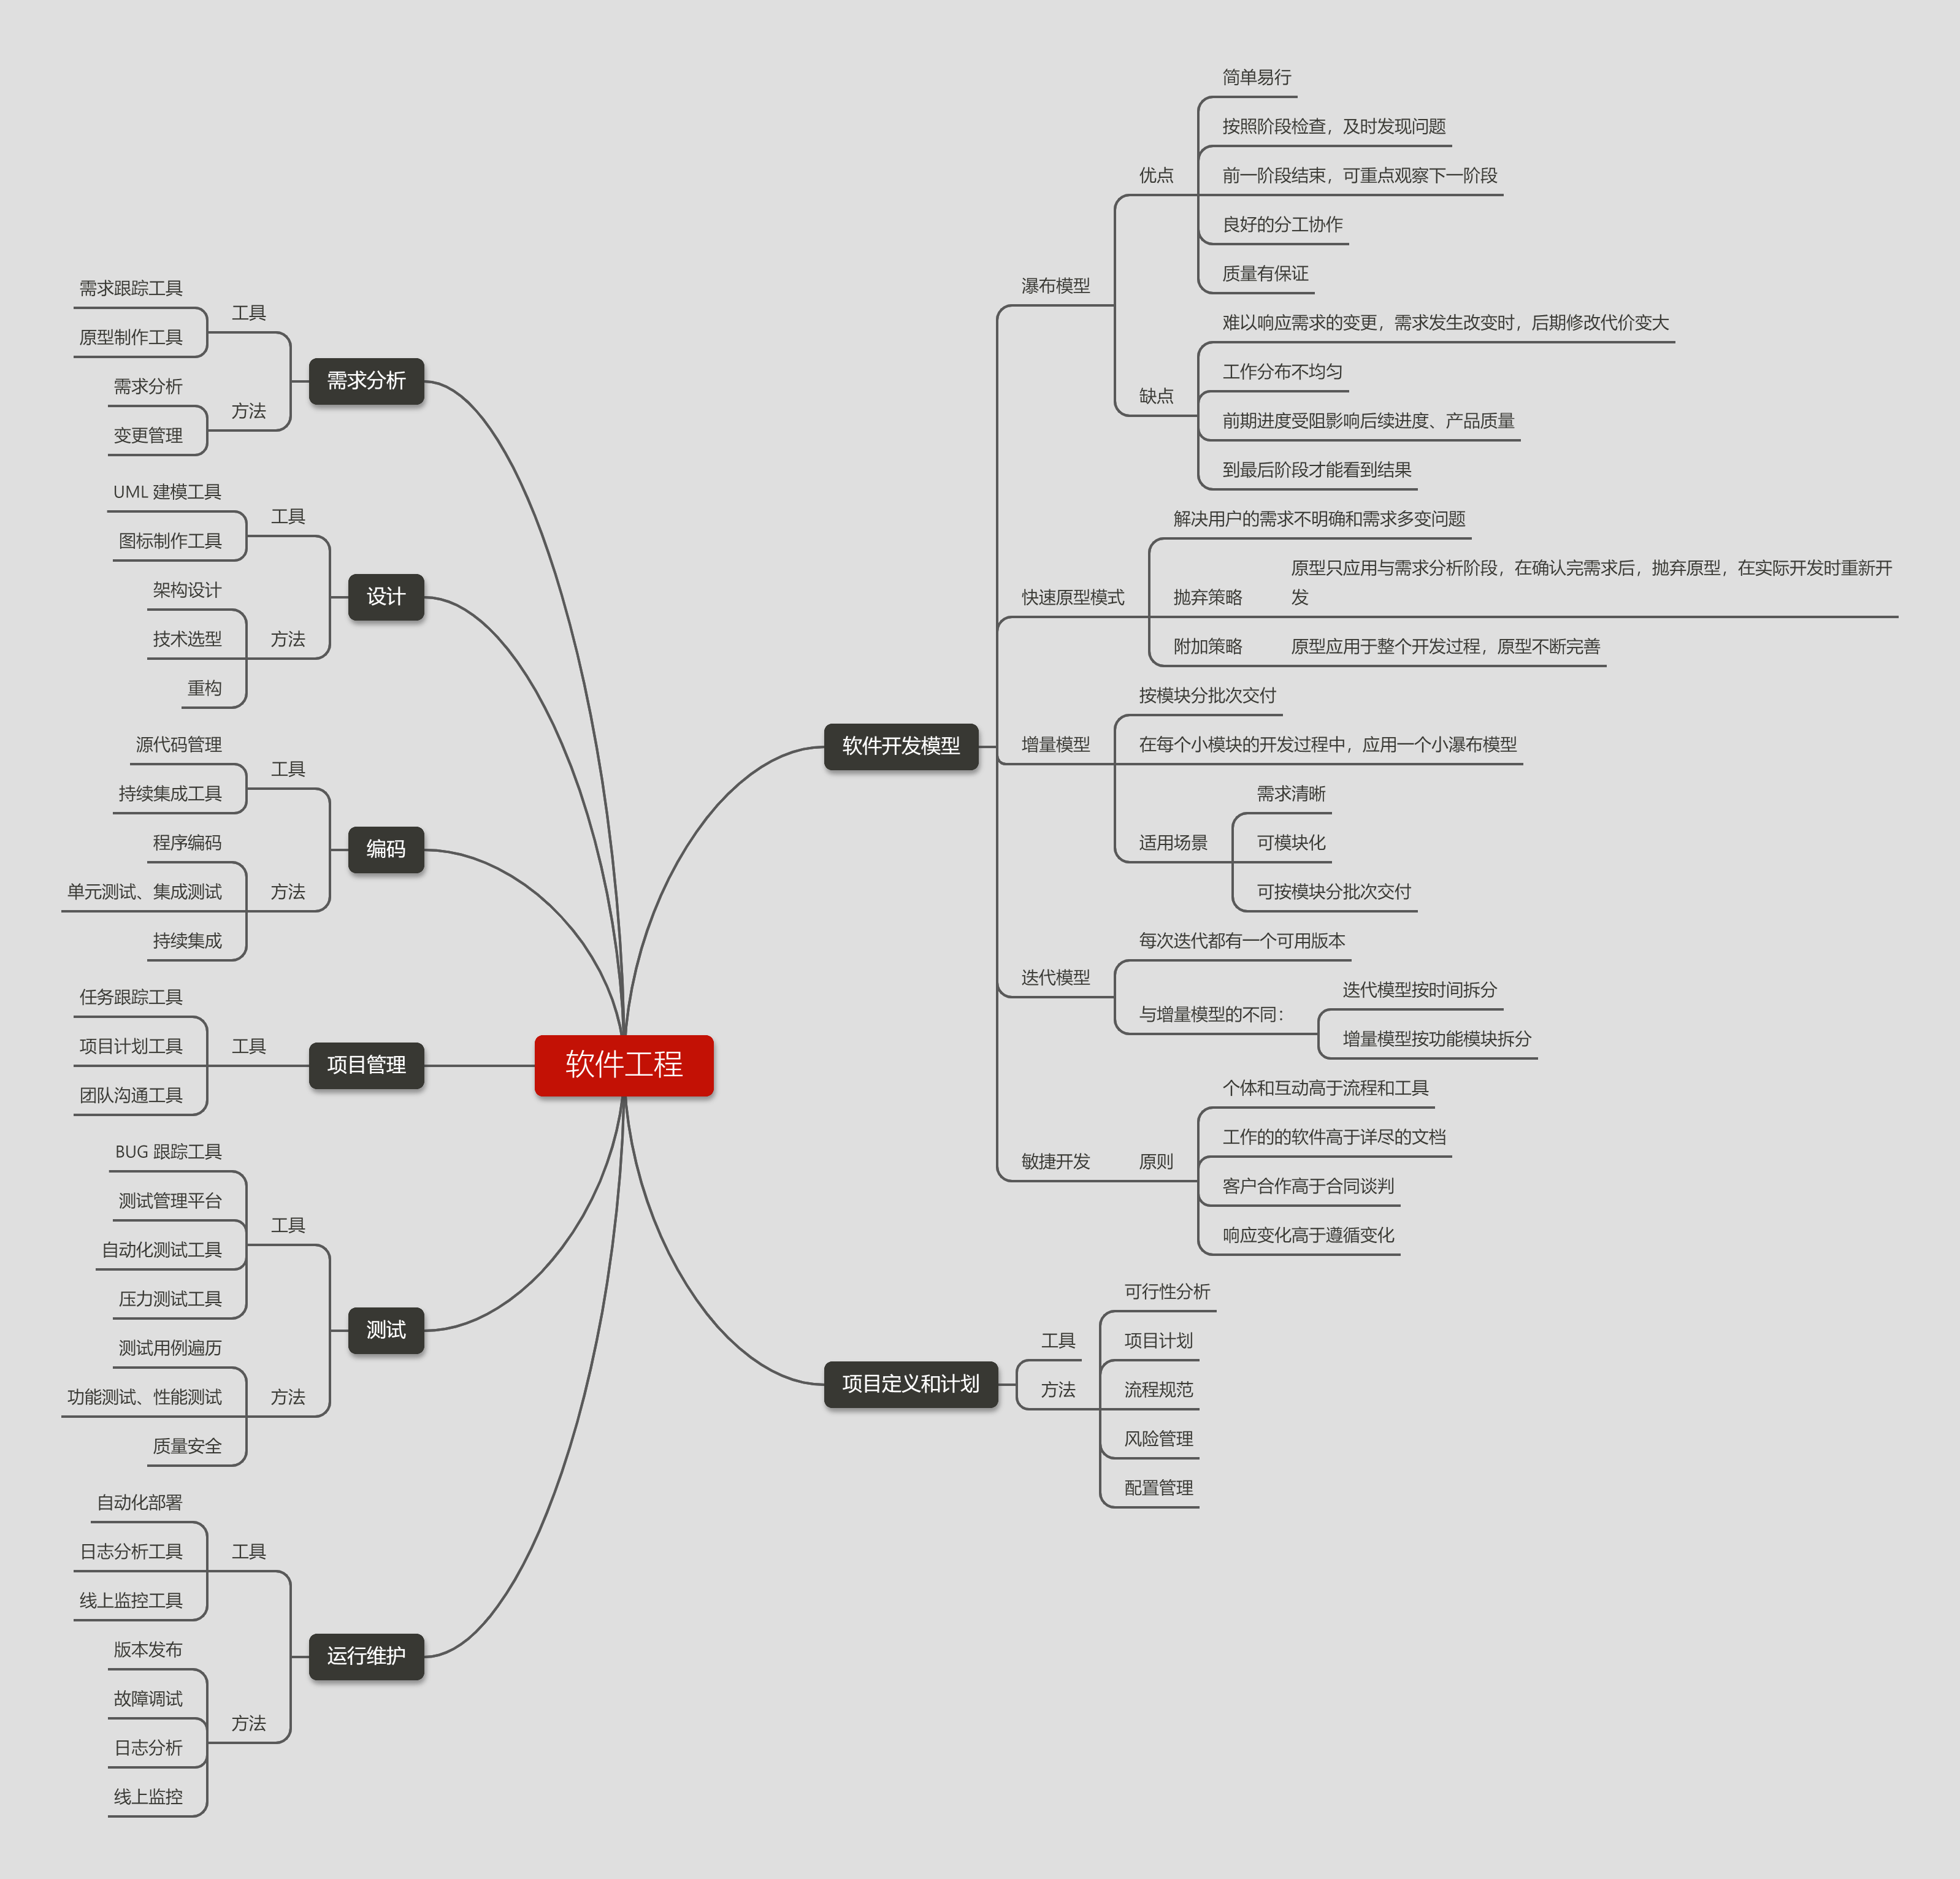 软件工程
软件开发模型
瀑布模型
优点
简单易行
按照阶段检查，及时发现问题
前一阶段结束，可重点观察下一阶段
良好的分工协作
质量有保证
缺点
难以响应需求的变更，需求发生改变时，后期修改代价变大
工作分布不均匀
前期进度受阻影响后续进度、产品质量
到最后阶段才能看到结果
快速原型模式
解决用户的需求不明确和需求多变问题
抛弃策略
原型只应用与需求分析阶段，在确认完需求后，抛弃原型，在实际开发时重新开
发
附加策略
原型应用于整个开发过程，原型不断完善
增量模型
按模块分批次交付
在每个小模块的开发过程中，应用一个小瀑布模型
适用场景
需求清晰
可模块化
可按模块分批次交付
迭代模型
每次迭代都有一个可用版本
与增量模型的不同：
迭代模型按时间拆分
增量模型按功能模块拆分
敏捷开发
原则
个体和互动高于流程和工具
工作的的软件高于详尽的文档
客户合作高于合同谈判
响应变化高于遵循变化
项目定义和计划
工具
方法
可行性分析
项目计划
流程规范
风险管理
配置管理
需求分析
工具
需求跟踪工具
原型制作工具
方法
需求分析
变更管理
设计
工具
UML 建模工具
图标制作工具
方法
架构设计
技术选型
重构
编码
工具
源代码管理
持续集成工具
方法
程序编码
单元测试、集成测试
持续集成
项目管理
工具
任务跟踪工具
项目计划工具
团队沟通工具
测试
工具
BUG 跟踪工具
测试管理平台
自动化测试工具
压力测试工具
方法
测试用例遍历
功能测试、性能测试
质量安全
运行维护
工具
自动化部署
日志分析工具
线上监控工具
方法
版本发布
故障调试
日志分析
线上监控